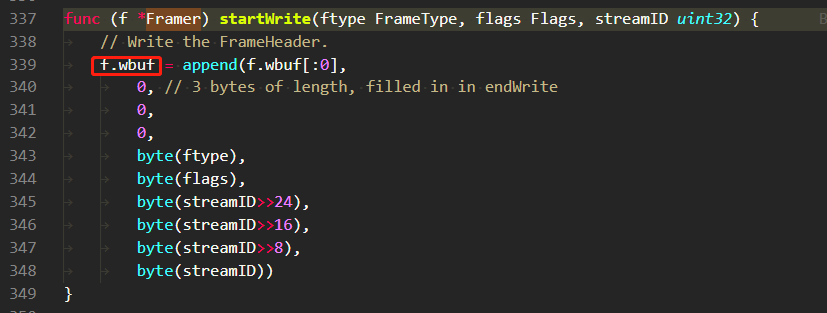 337 func (f *Framer) startWrite(ftype FrameType, flags Flags, streamID uint32) {
338 // Write the FrameHeader.
339 f.wbuf = append(f.wbuf[:0],
340 0, // 3 bytes of length, filled in in endWrite
341 0,
342 0,
343 byte(ftype),
344 byte(flags),
345 byte(streamID>>24),
346 byte(streamID>>16),
347 byte(streamID>>8),
348 byte(streamID))
349 }